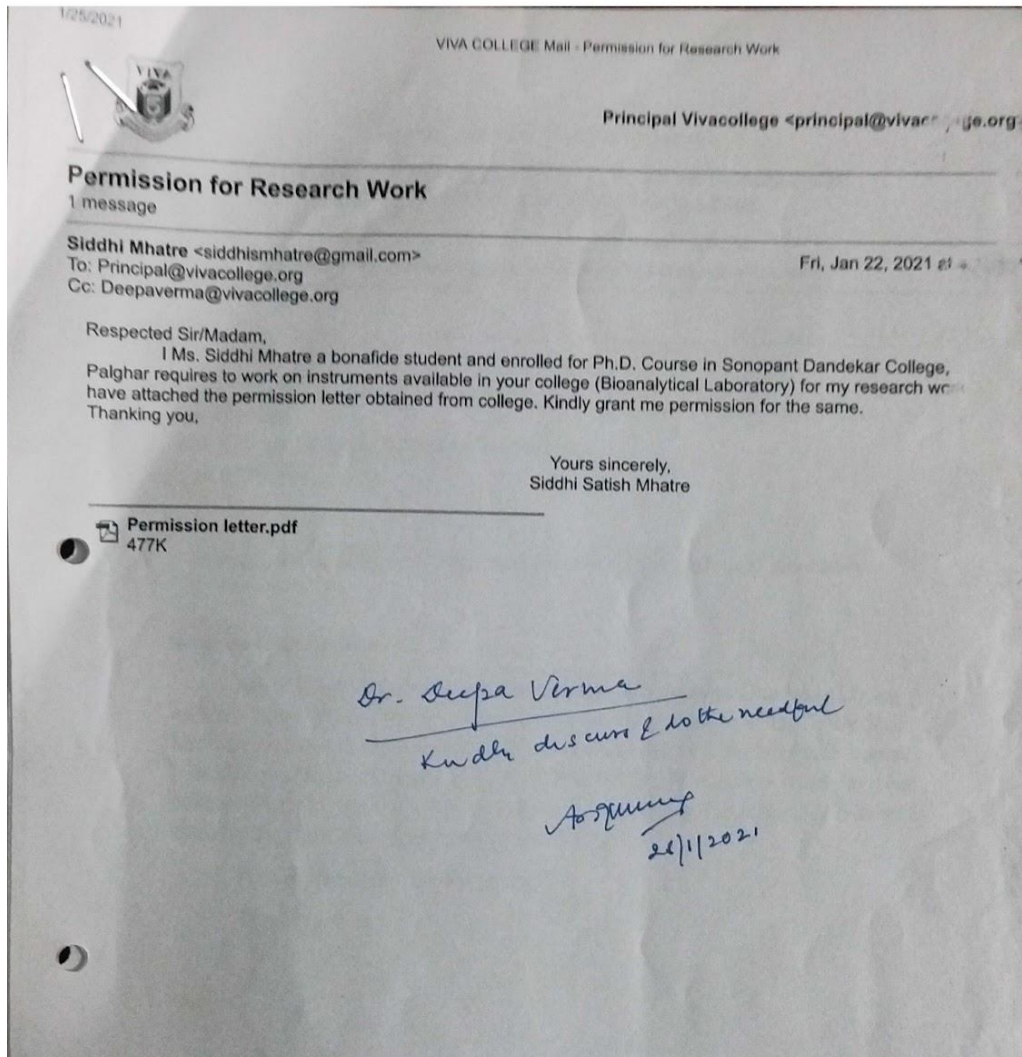 1/25/2021
VIVA COLLEGE Mail - Permission for Research Work
VIVA
Principal Vivacollege
Permission for Research Work
1 message
Siddhi Mhatre <siddhismhatre@gmail.com>
Fri, Jan 22, 2021 at
To: Principal@vivacollege.org
Cc: Deepaverma@vivacollege.org
Respected Sir/Madam,
I Ms. Siddhi Mhatre a bonafide student and enrolled for Ph.D. Course in Sonopant Dandekar College,
Palghar requires to work on instruments available in your college (Bioanalytical Laboratory) for my research
have attached the permission letter obtained from college. Kindly grant me permission for the same.
Thanking you,
Yours sincerely,
Siddhi Satish Mhatre
Permission letter.pdf
477K
Dr. Deepa Verma
Kindly discuss & do the needful